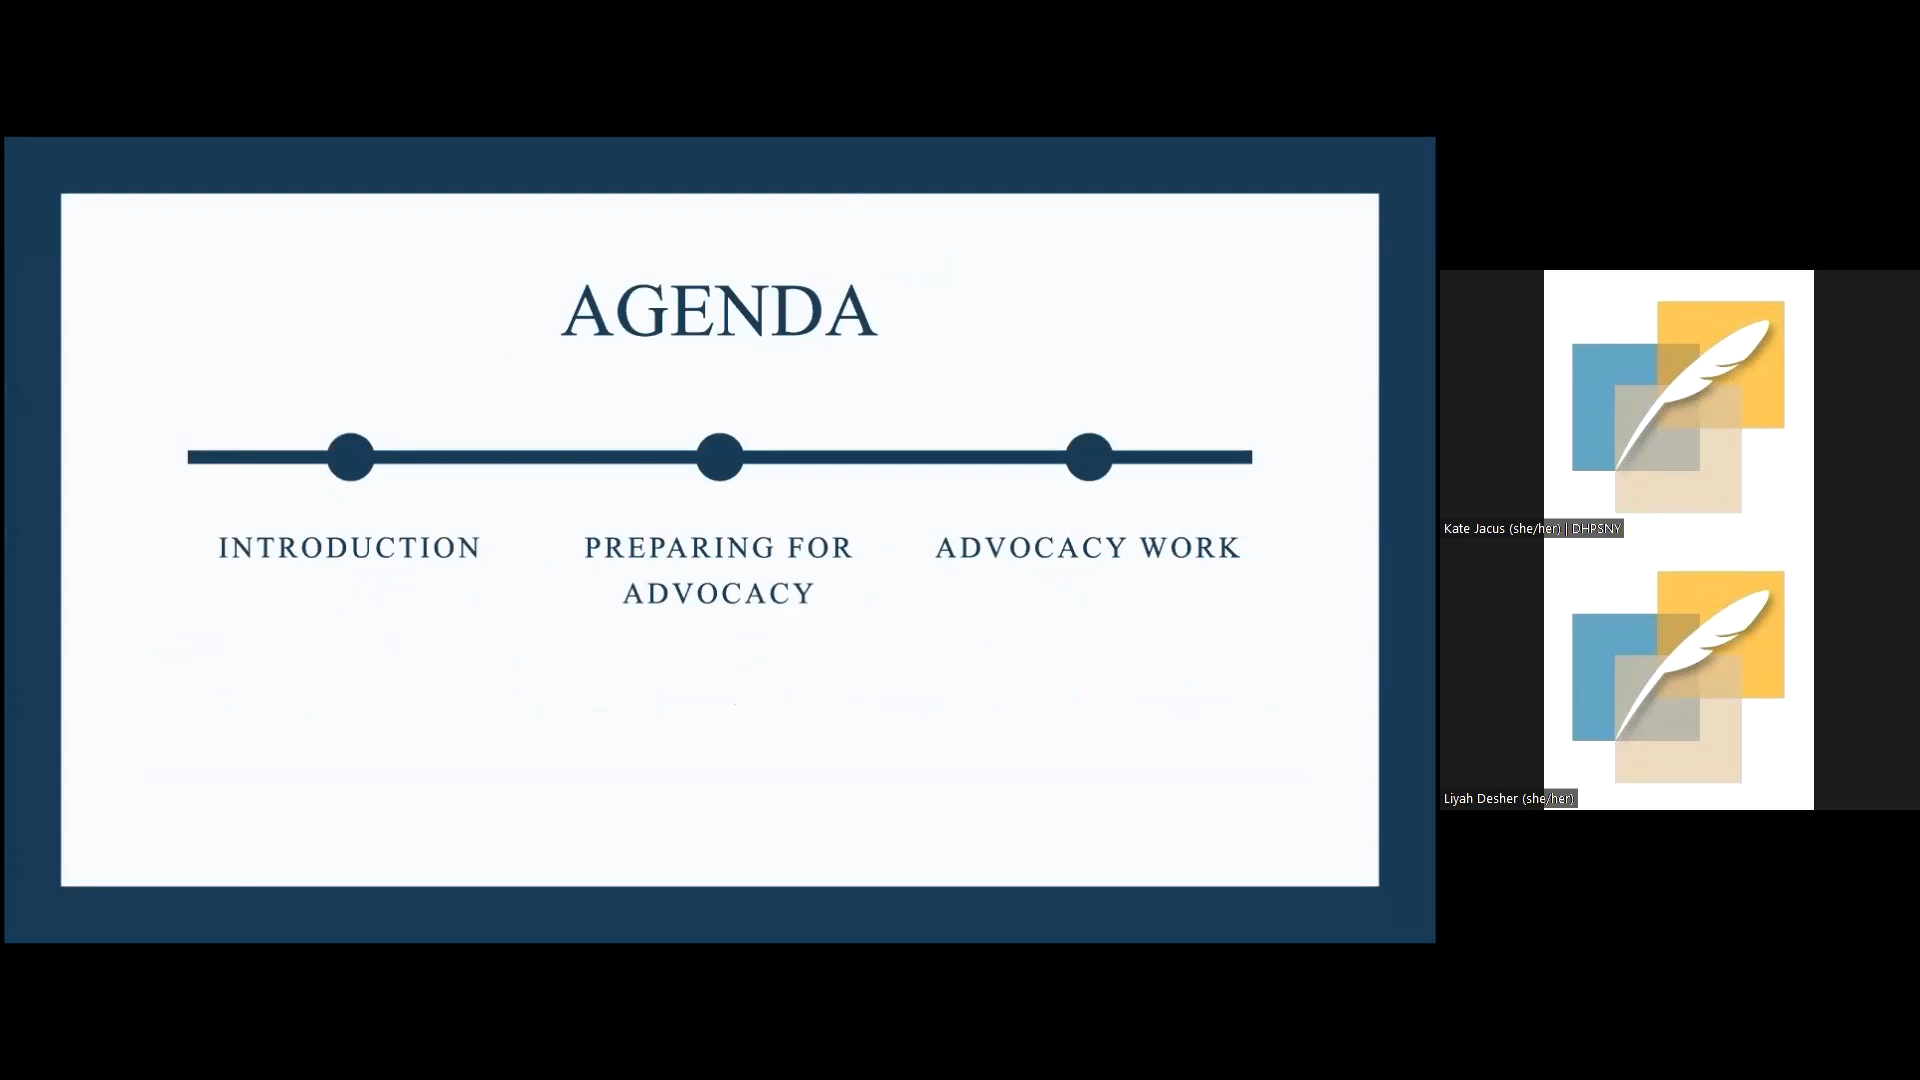 AGENDA
INTRODUCTION
PREPARING FOR
ADVOCACY
ADVOCACY WORK
Kate Jacus (she/her) | DHPSNY
Liyah Desher (she/her)